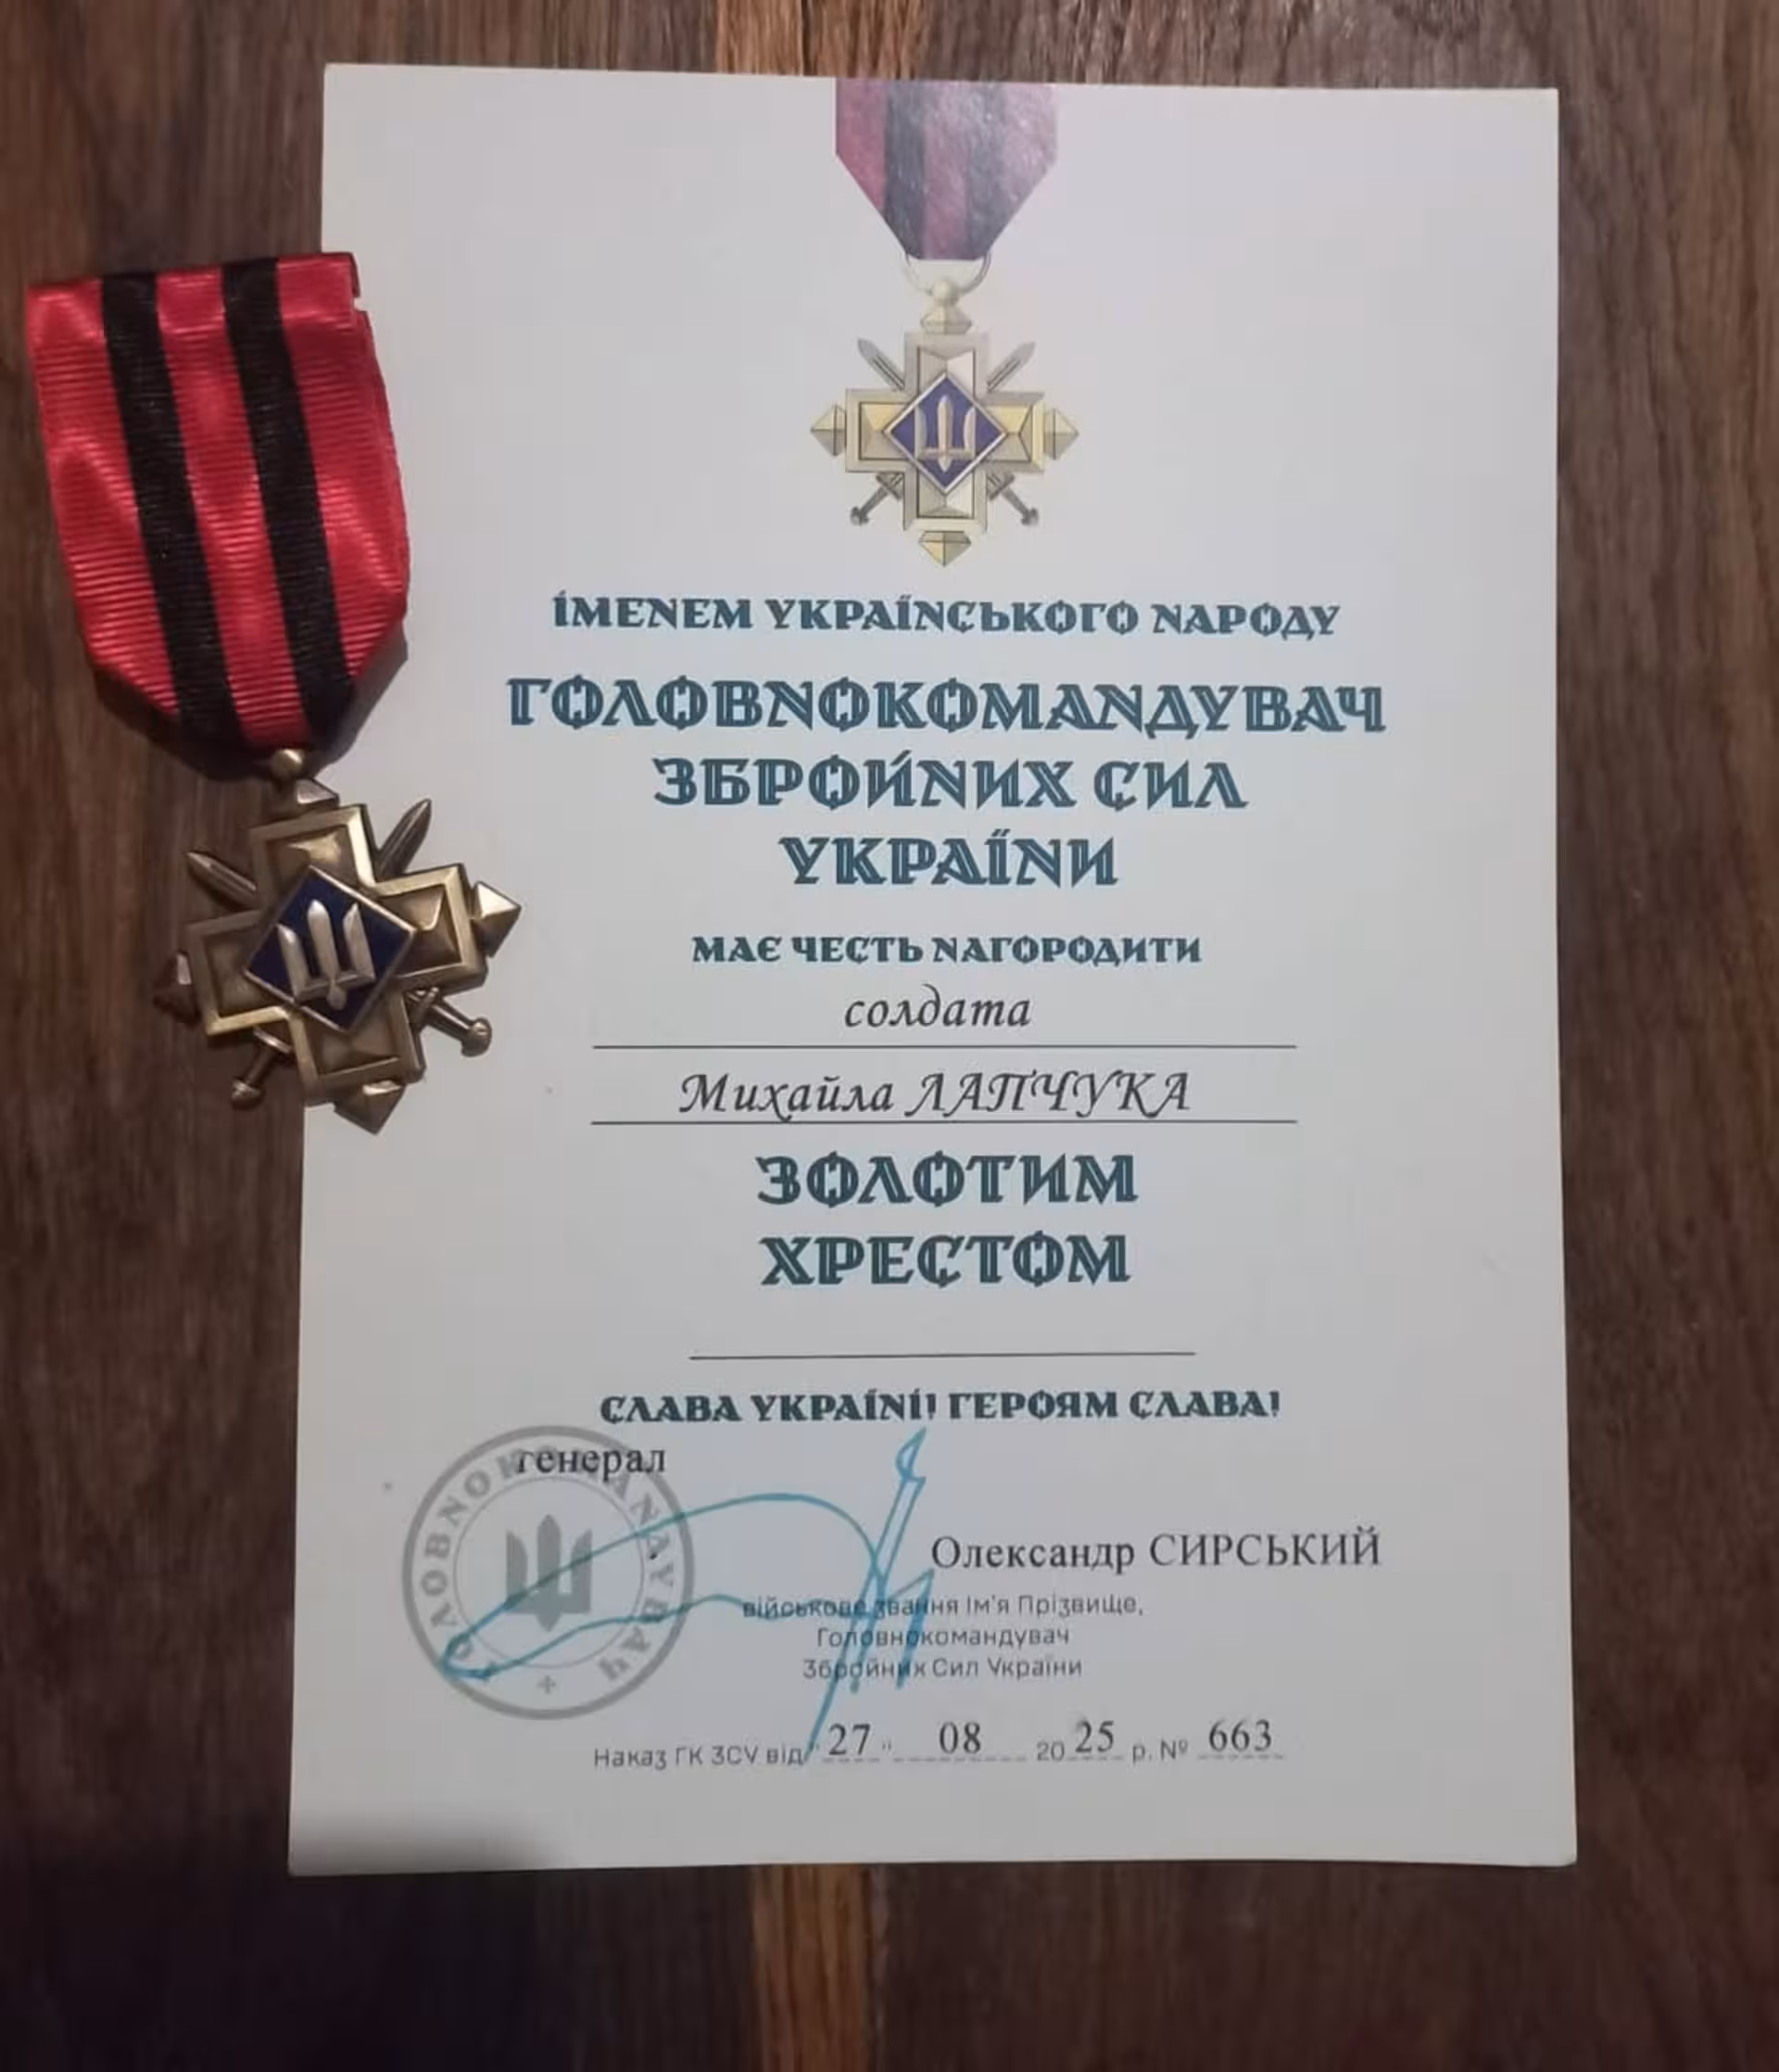 ІМЕНЕМ УКРАЇНСЬКОГО НАРОДУ
ГОЛОВНОКОМАНДУВАЧ
ЗБРОЙНИХ СИЛ
УКРАЇНИ
МАЄ ЧЕСТЬ НАГОРОДИТИ
солдата
Михайла ЛАПЧУКА
ЗОЛОТИМ
ХРЕСТОМ
СЛАВА УКРАЇНІ! ГЕРОЯМ СЛАВА!
генерал
ГОЛОВНОКОМАНДУВАЧ
Олександр СИРСЬКИЙ
військове звання Ім'я Прізвище,
Головнокомандувач
Збройних Сил України
Наказ ГК ЗСУ від "27" 08 2025 р. № 663